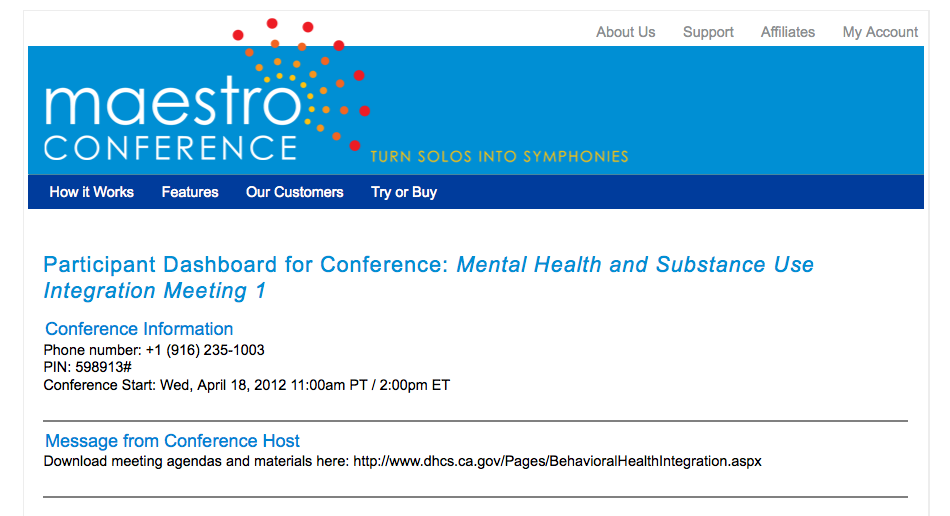 About Us Support Affiliates My Account
maestro
CONFERENCE
TURN SOLOS INTO SYMPHONIES
How it Works Features Our Customers Try or Buy
Participant Dashboard for Conference: Mental Health and Substance Use
Integration Meeting 1
Conference Information
Phone number: +1 (916) 235-1003
PIN: 598913#
Conference Start: Wed, April 18, 2012 11:00am PT / 2:00pm ET
Message from Conference Host
Download meeting agendas and materials here: http://www.dhcs.ca.gov/Pages/BehavioralHealthIntegration.aspx